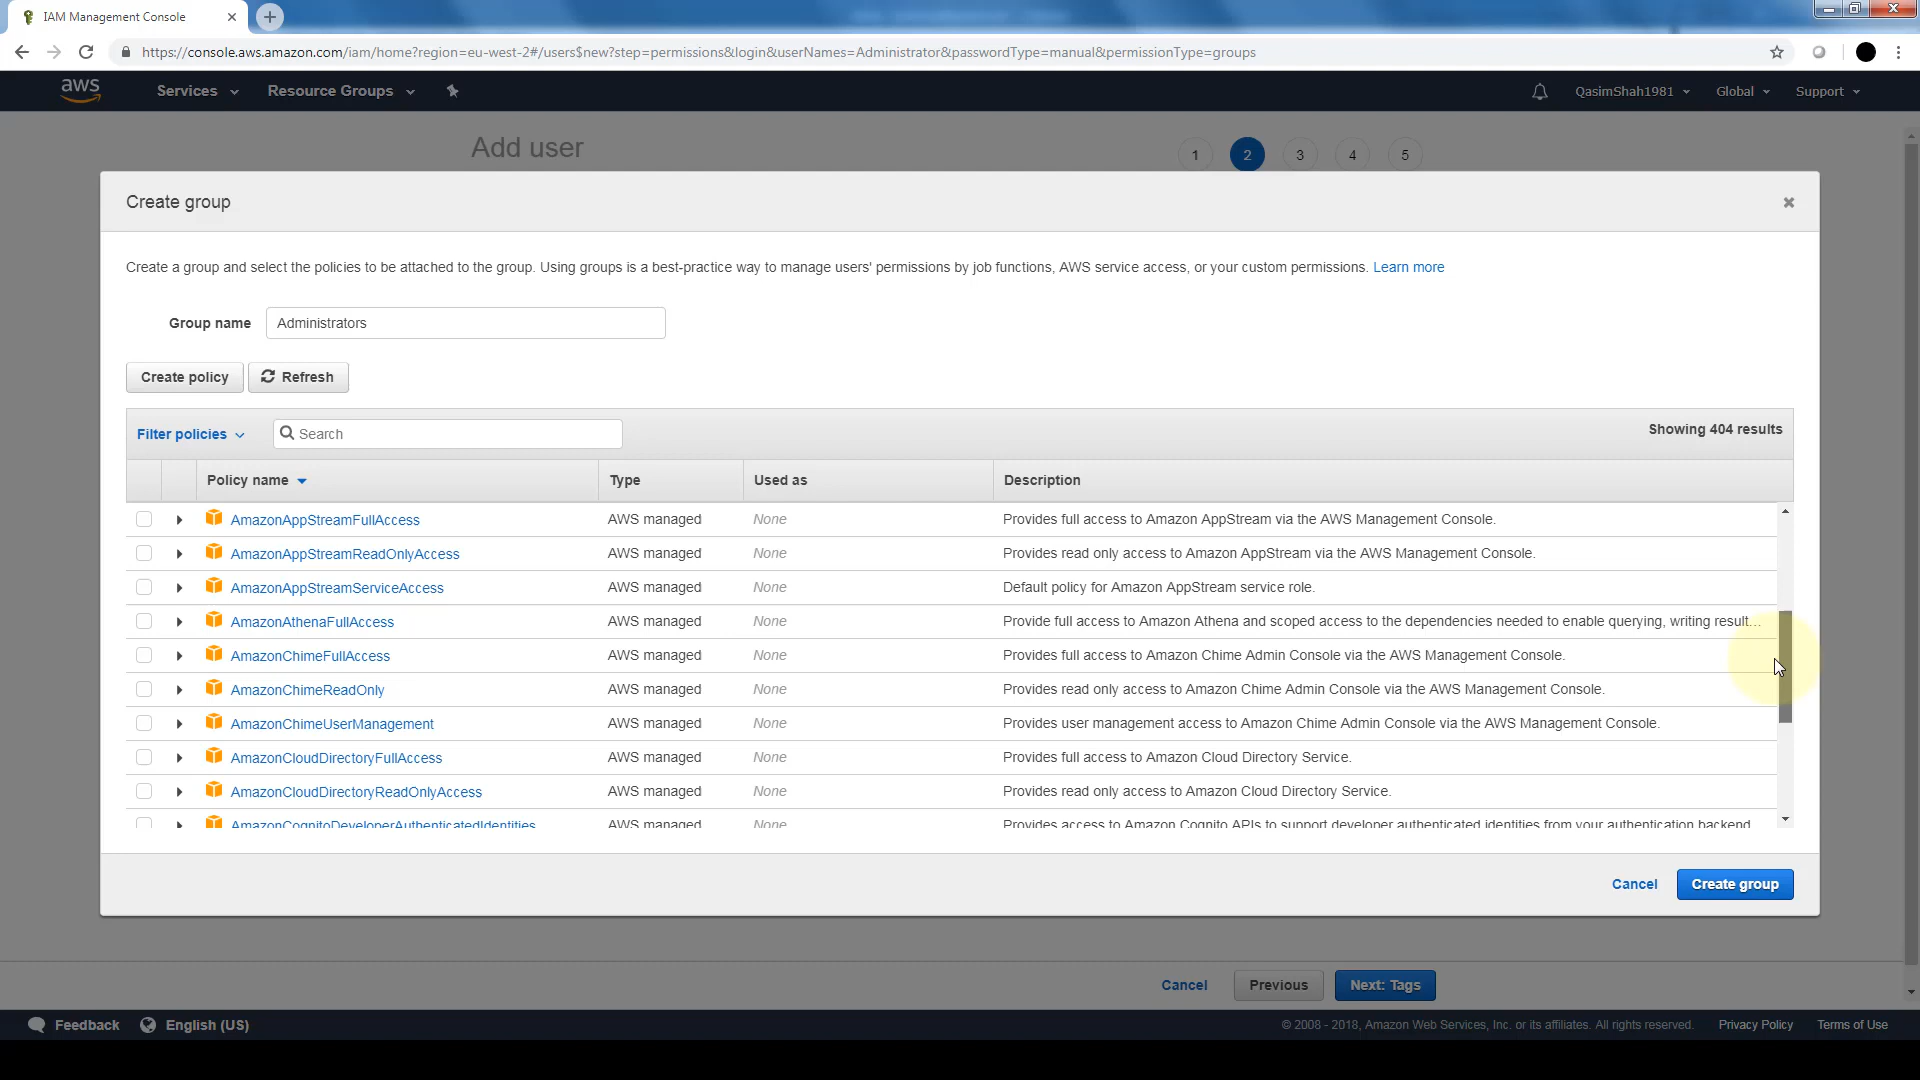 IAM Management Console
https://console.aws.amazon.com/iam/home?region=eu-west-2#/users$new?step=permissions&login&userNames=Administrator&passwordType=manual&permissionType=groups
aws Services Resource Groups QasimShah1981 Global Support
Add user 1 2 3 4 5
Create group
Create a group and select the policies to be attached to the group. Using groups is a best-practice way to manage users' permissions by job functions, AWS service access, or your custom permissions. Learn more
Group name Administrators
Create policy Refresh
Filter policies Search Showing 404 results
Policy name Type Used as Description
AmazonAppStreamFullAccess AWS managed None Provides full access to Amazon AppStream via the AWS Management Console.
AmazonAppStreamReadOnlyAccess AWS managed None Provides read only access to Amazon AppStream via the AWS Management Console.
AmazonAppStreamServiceAccess AWS managed None Default policy for Amazon AppStream service role.
AmazonAthenaFullAccess AWS managed None Provide full access to Amazon Athena and scoped access to the dependencies needed to enable querying, writing result...
AmazonChimeFullAccess AWS managed None Provides full access to Amazon Chime Admin Console via the AWS Management Console.
AmazonChimeReadOnly AWS managed None Provides read only access to Amazon Chime Admin Console via the AWS Management Console.
AmazonChimeUserManagement AWS managed None Provides user management access to Amazon Chime Admin Console via the AWS Management Console.
AmazonCloudDirectoryFullAccess AWS managed None Provides full access to Amazon Cloud Directory Service.
AmazonCloudDirectoryReadOnlyAccess AWS managed None Provides read only access to Amazon Cloud Directory Service.
AmazonCognitoDeveloperAuthenticatedIdentities AWS managed None Provides access to Amazon Cognito APIs to support developer authenticated identities from your authentication backend
Cancel Create group
Cancel Previous Next: Tags
Feedback English (US) © 2008 - 2018, Amazon Web Services, Inc. or its affiliates. All rights reserved. Privacy Policy Terms of Use